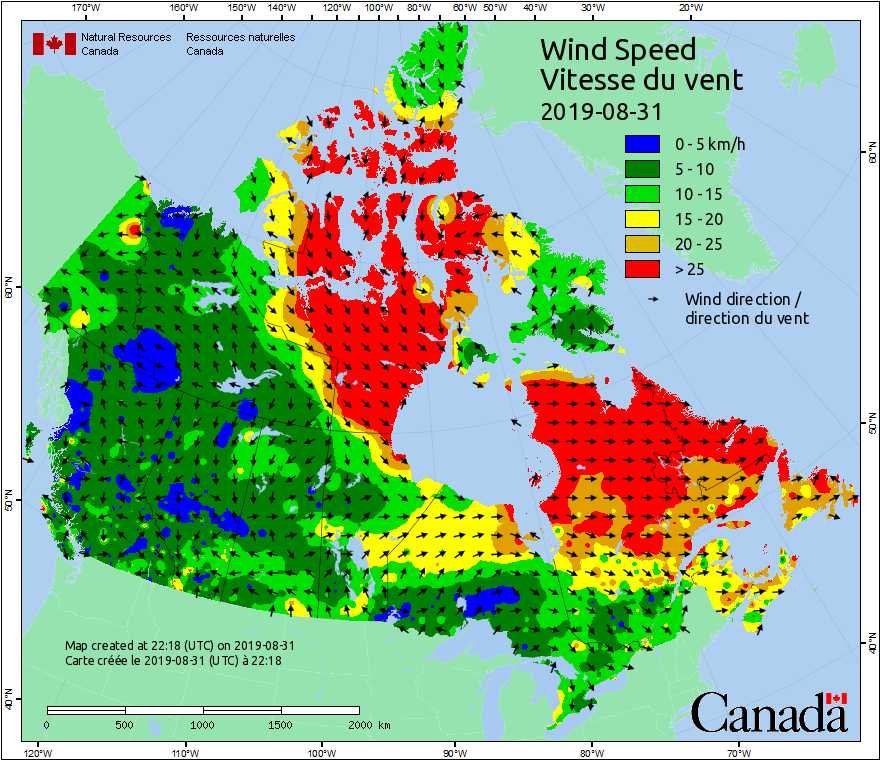 170°W 160°W 150°W 140°W 120°W 100°W 80°W 60°W 50°W 40°W 30°W 20°W
Natural Resources Ressources naturelles
Canada Canada
Wind Speed
Vitesse du vent
2019-08-31
0 - 5 km/h
5 - 10
10 - 15
15 - 20
20 - 25
> 25
Wind direction /
direction du vent
60°N 60°N
50°N 50°N
40°N 40°N
Map created at 22:18 (UTC) on 2019-08-31
Carte créée le 2019-08-31 (UTC) à 22:18
0 500 1000 1500 2000 km
Canada
120°W 110°W 100°W 90°W 80°W 70°W